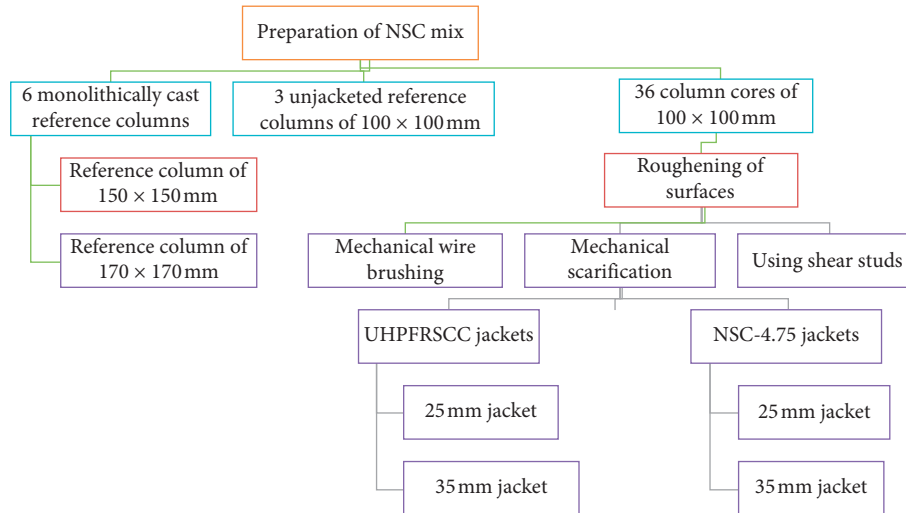 Preparation of NSC mix
6 monolithically cast
reference columns
3 unjacketed reference
columns of 100 × 100 mm
36 column cores of
100 × 100 mm
Reference column of
150 × 150 mm
Reference column of
170 × 170 mm
Roughening of
surfaces
Mechanical wire
brushing
Mechanical
scarification
Using shear studs
UHPFRSCC jackets
NSC-4.75 jackets
25 mm jacket
35 mm jacket
25 mm jacket
35 mm jacket